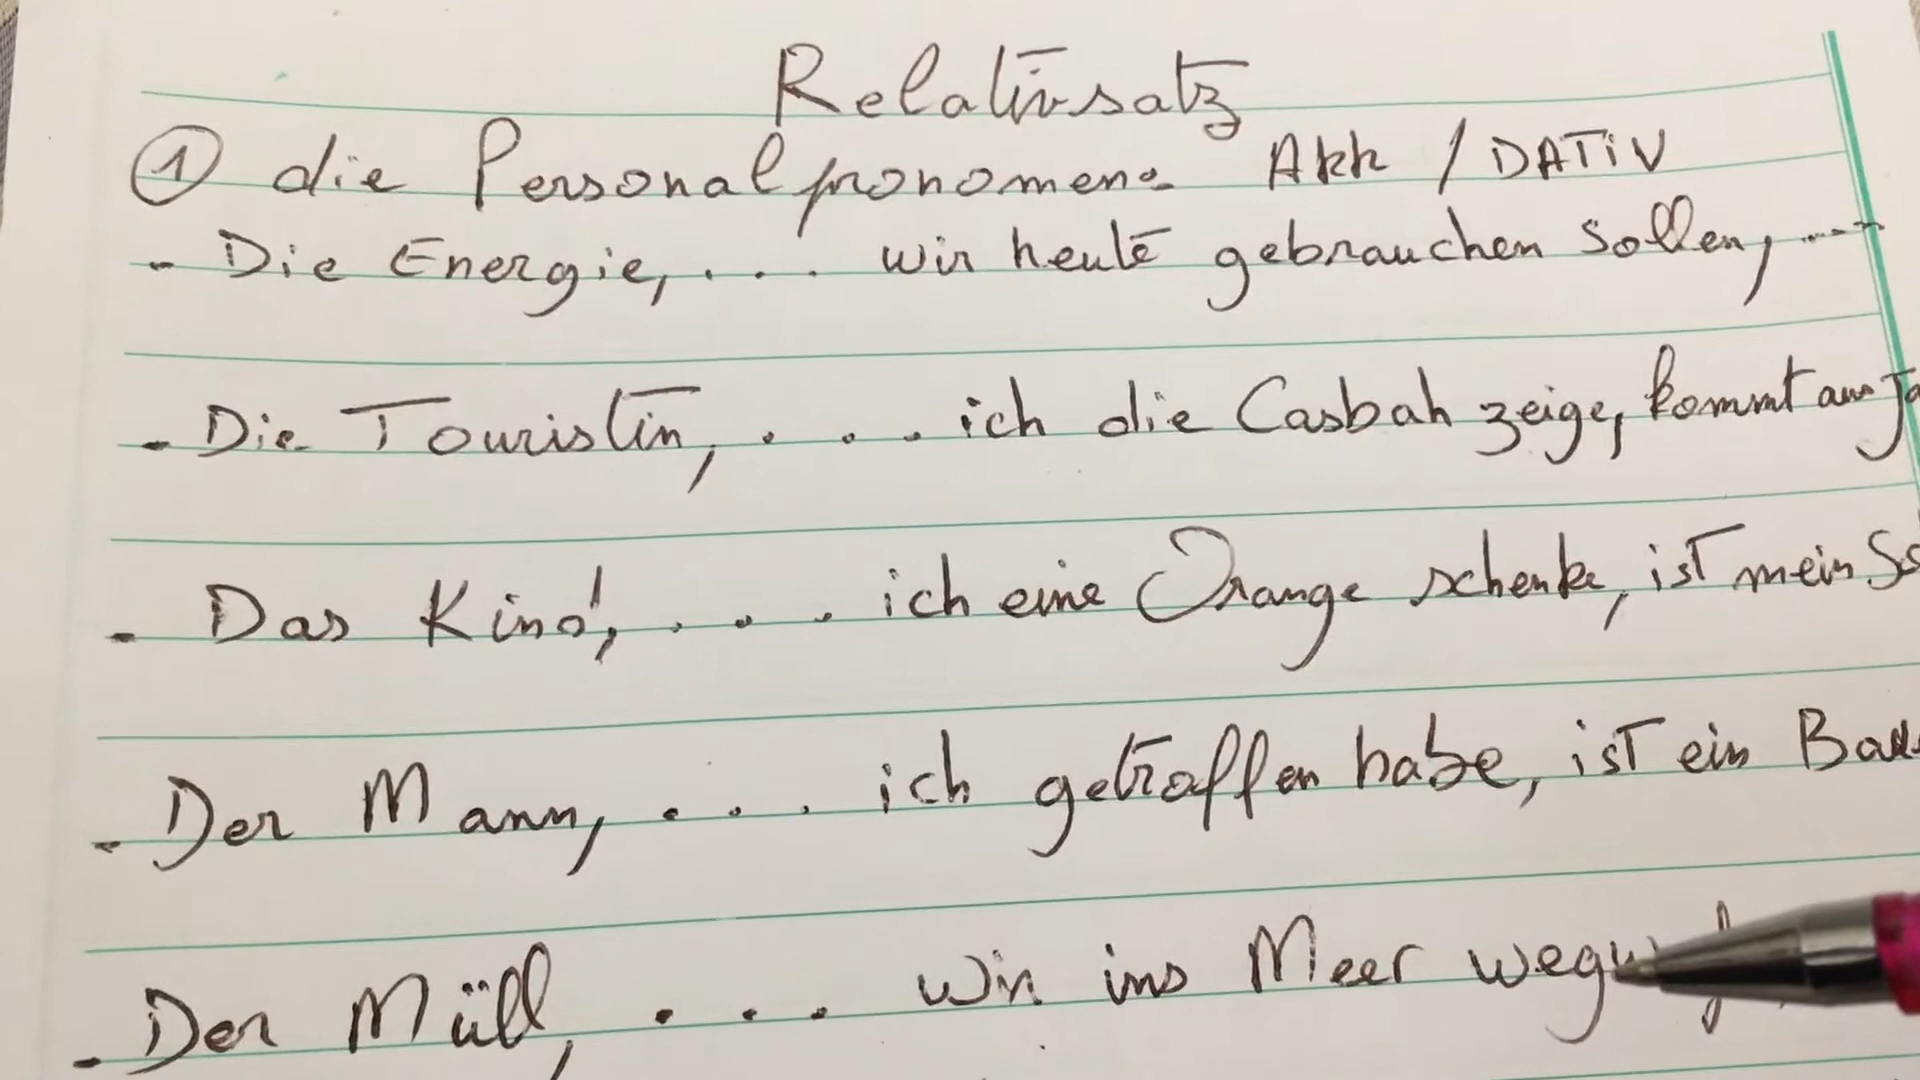 Relativsatz
① die Personalpronomen. Akk / DATiV
- Die Energie, ... wir heute gebrauchen sollen, ....
- Die Touristin, ... ich die Casbah zeige, kommt aus
- Das Kind, ... ich eine Orange schenke, ist mein
- Der Mann, ... ich getroffen habe, ist ein
- Der Müll, ... wir ins Meer